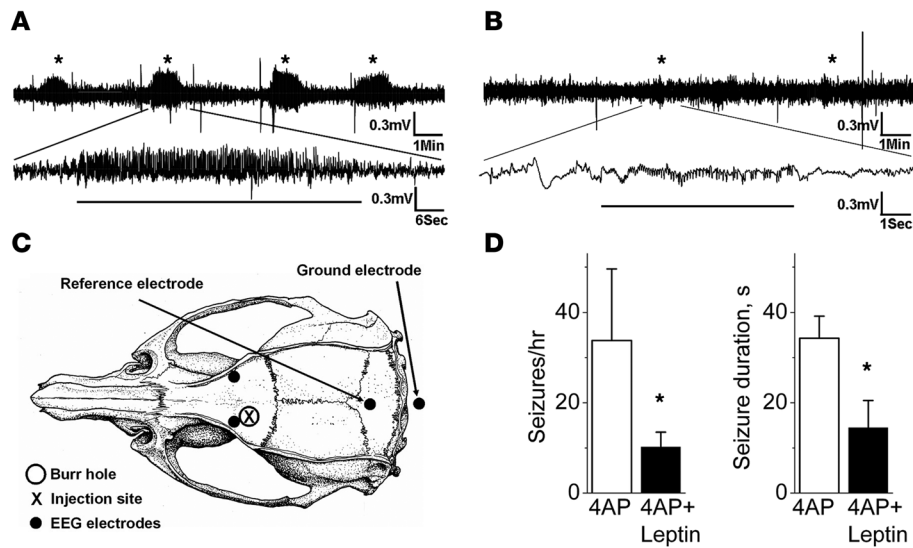 A
* * * *
0.3mV
1Min
0.3mV
6Sec
B
* *
0.3mV
1Min
0.3mV
1Sec
C
Reference electrode
Ground electrode
X
Burr hole
X Injection site
EEG electrodes
D
Seizures/hr
40
20
0
*
4AP 4AP+
Leptin
Seizure duration, s
40
20
0
*
4AP 4AP+
Leptin